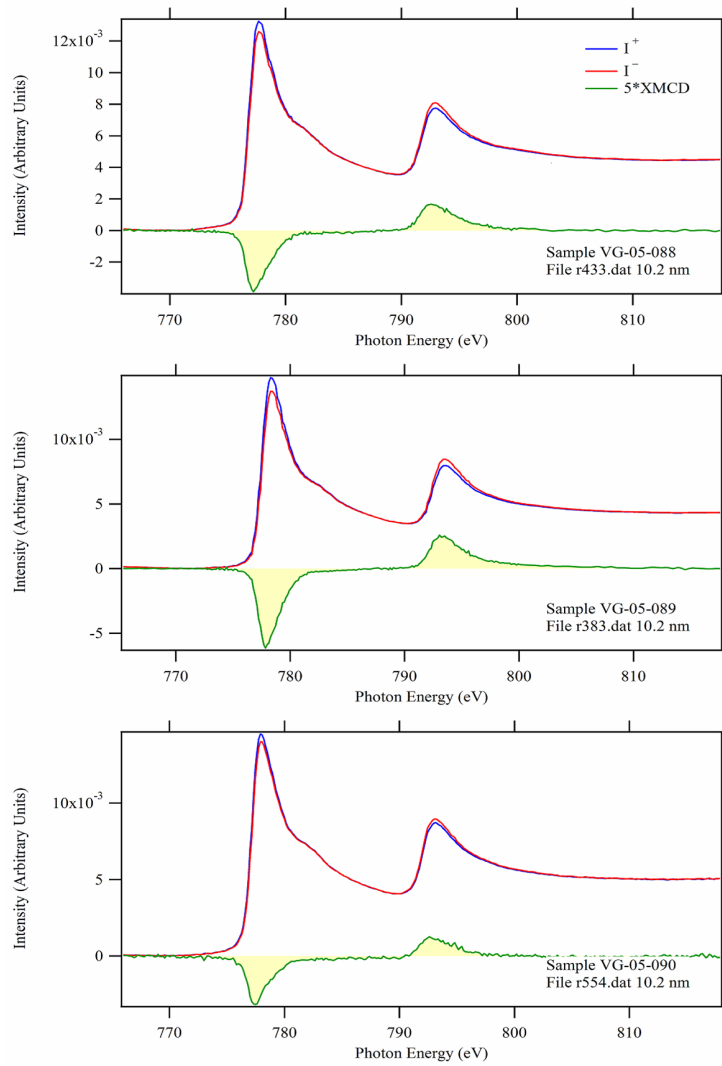 12x10⁻³
10
8
6
4
2
0
-2
Intensity (Arbitrary Units)
I⁺
I⁻
5*XMCD
Sample VG-05-088
File r433.dat 10.2 nm
770 780 790 800 810
Photon Energy (eV)
10x10⁻³
5
0
-5
Intensity (Arbitrary Units)
Sample VG-05-089
File r383.dat 10.2 nm
770 780 790 800 810
Photon Energy (eV)
10x10⁻³
5
0
Intensity (Arbitrary Units)
Sample VG-05-090
File r554.dat 10.2 nm
770 780 790 800 810
Photon Energy (eV)